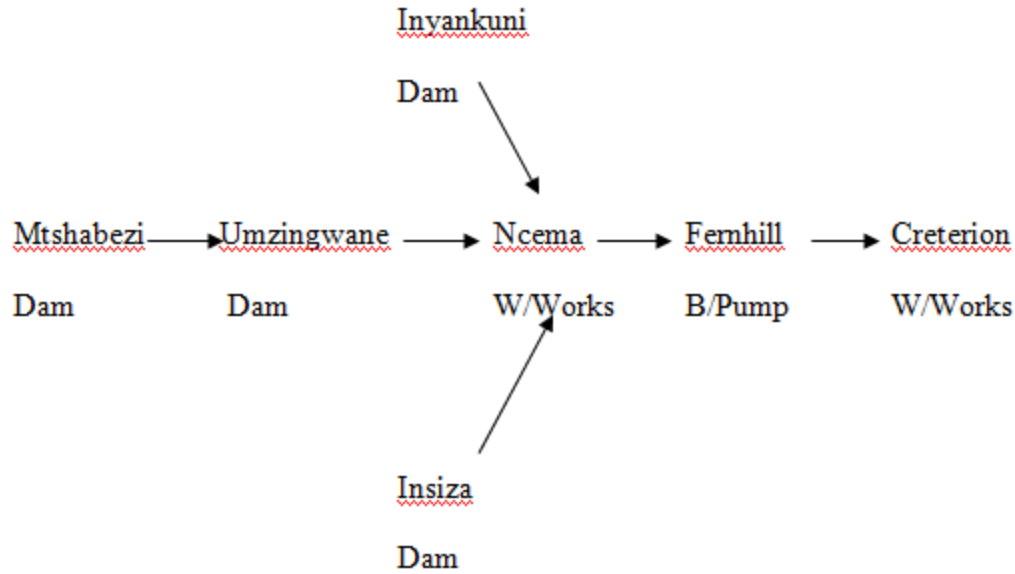 Inyankuni
Dam
Mtshabezi Umzingwane Ncema Fernhill Creterion
Dam Dam W/Works B/Pump W/Works
Insiza
Dam